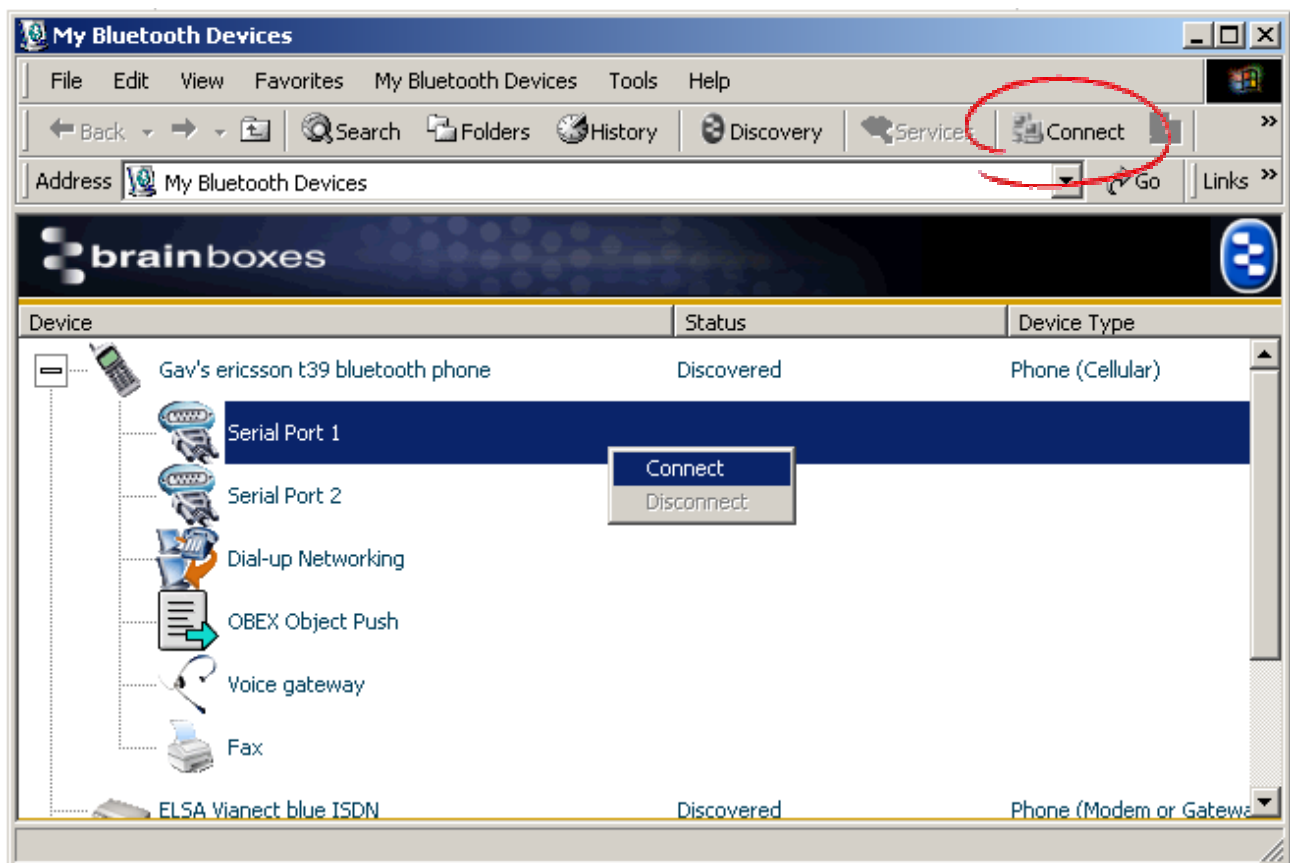 My Bluetooth Devices
File Edit View Favorites My Bluetooth Devices Tools Help
Back Search Folders History Discovery Services Connect »
Address My Bluetooth Devices Go Links »
brainboxes
Device Status Device Type
Gav's ericsson t39 bluetooth phone Discovered Phone (Cellular)
Serial Port 1
Connect
Serial Port 2
Disconnect
Dial-up Networking
OBEX Object Push
Voice gateway
Fax
ELSA Vianect blue ISDN Discovered Phone (Modem or Gatewa